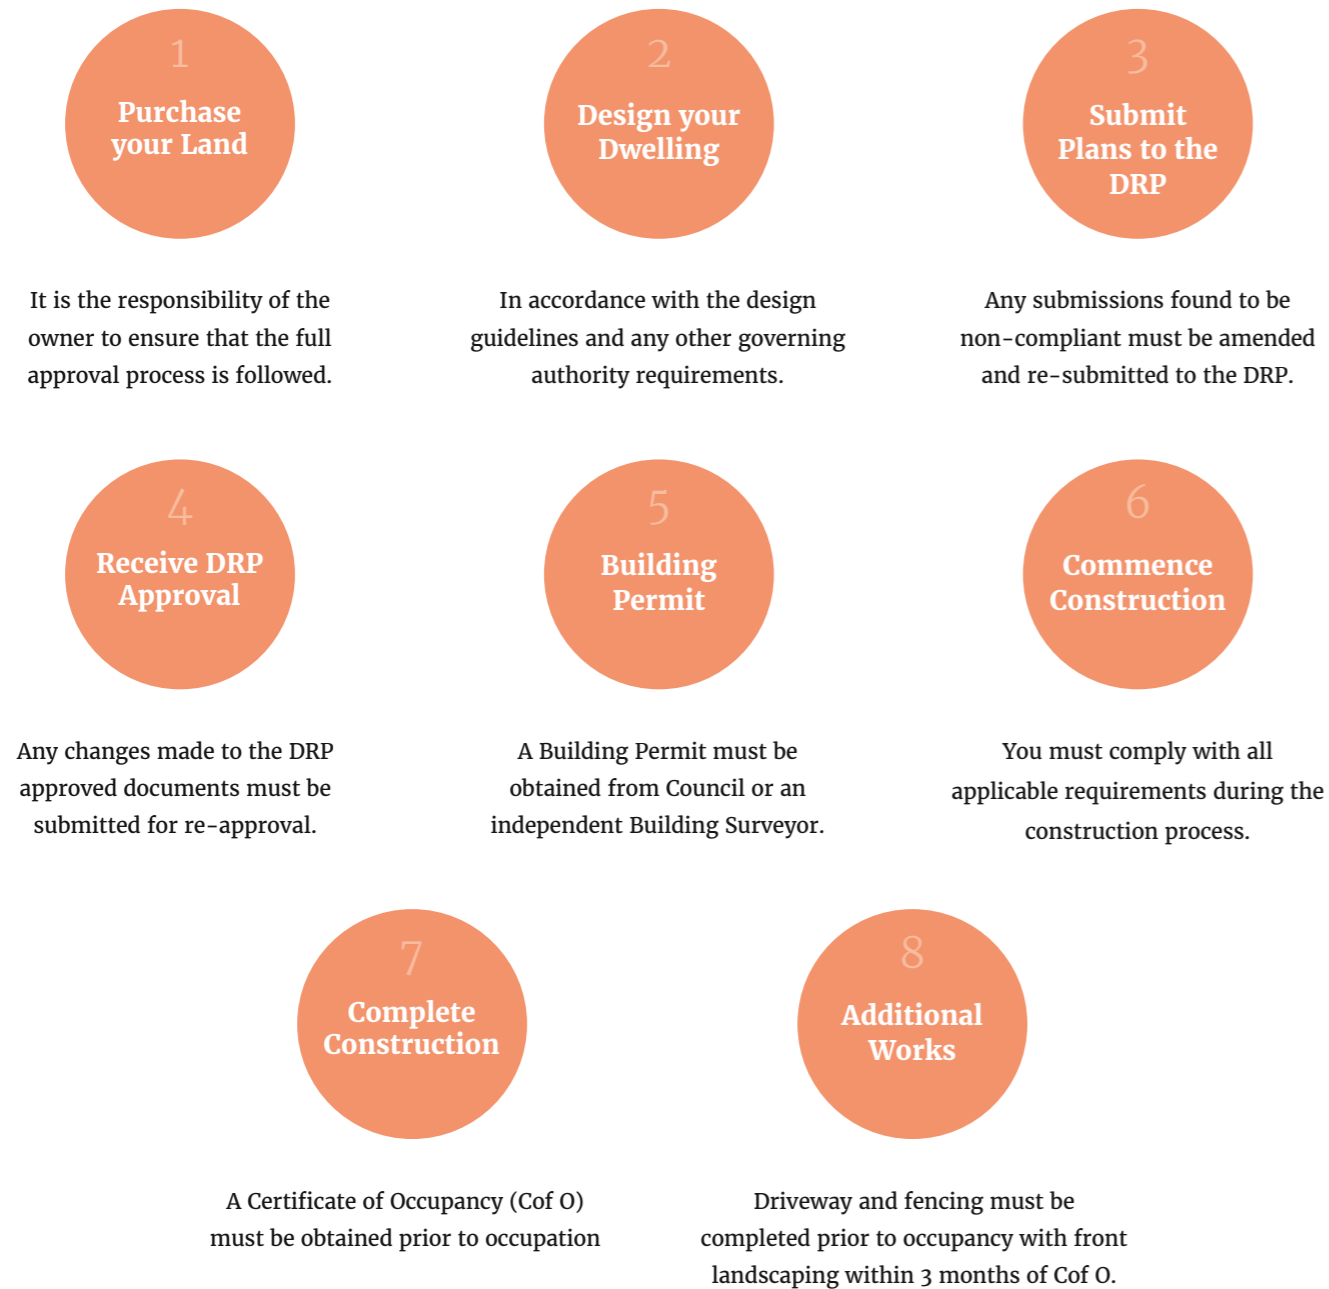 1
Purchase
your Land
It is the responsibility of the
owner to ensure that the full
approval process is followed.
2
Design your
Dwelling
In accordance with the design
guidelines and any other governing
authority requirements.
3
Submit
Plans to the
DRP
Any submissions found to be
non-compliant must be amended
and re-submitted to the DRP.
4
Receive DRP
Approval
Any changes made to the DRP
approved documents must be
submitted for re-approval.
5
Building
Permit
A Building Permit must be
obtained from Council or an
independent Building Surveyor.
6
Commence
Construction
You must comply with all
applicable requirements during the
construction process.
7
Complete
Construction
A Certificate of Occupancy (Cof O)
must be obtained prior to occupation
8
Additional
Works
Driveway and fencing must be
completed prior to occupancy with front
landscaping within 3 months of Cof O.